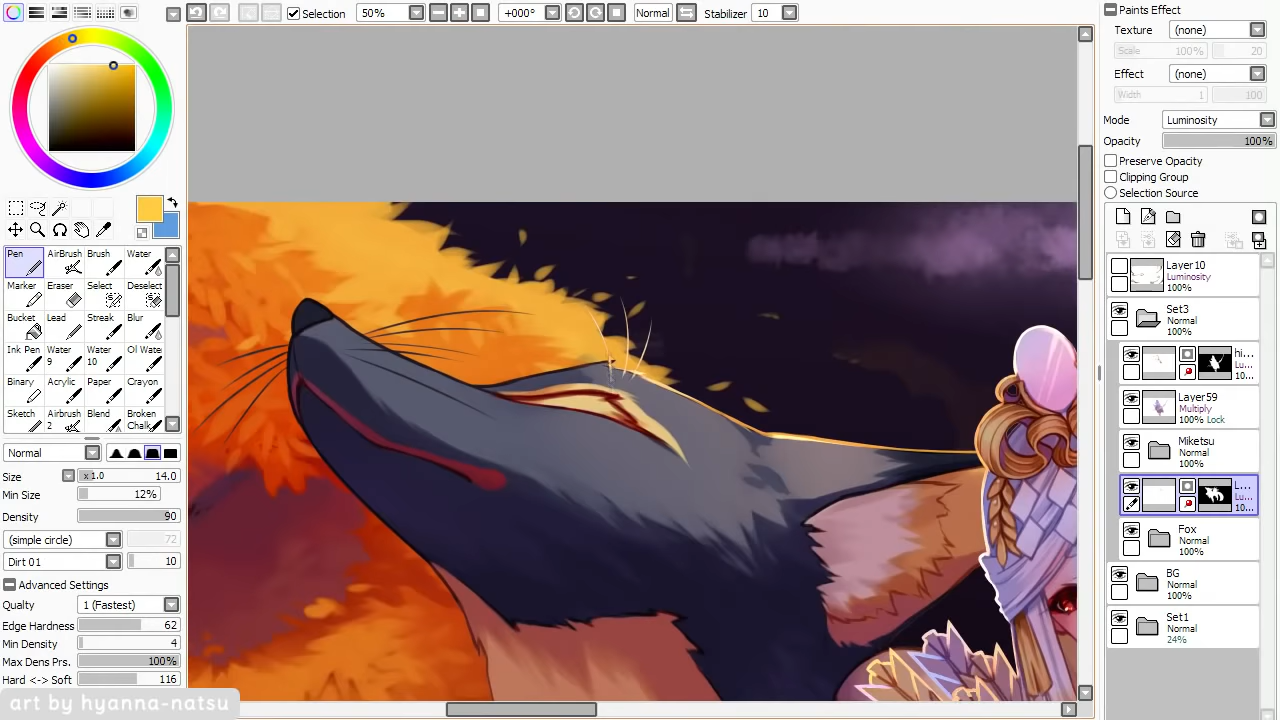 Selection 50% +000° Normal Stabilizer 10
Paints Effect
Texture (none)
Scale 100% 20
Effect (none)
Width 1 100
Mode Luminosity
Opacity 100%
Preserve Opacity
Clipping Group
Selection Source
Pen AirBrush Brush Water
Marker Eraser Select Deselect
Bucket Lead Streak Blur
Ink Pen Water 9 Water 10 Oil Water
Binary Acrylic Paper Crayon
Sketch Airbrush 2 Blend Broken Chalk
Normal
Size x1.0 14.0
Min Size 12%
Density 90
(simple circle) 72
Dirt 01 10
Advanced Settings
Quality 1 (Fastest)
Edge Hardness 62
Min Density 4
Max Dens Prs. 100%
Hard <-> Soft 116
Layer10
Luminosity
100%
Set3
Normal
100%
hi...
Lu...
10...
Layer59
Multiply
100% Lock
Miketsu
Normal
100%
L...
Lu...
10...
Fox
Normal
100%
BG
Normal
100%
Set1
Normal
24%
art by hyanna-natsu